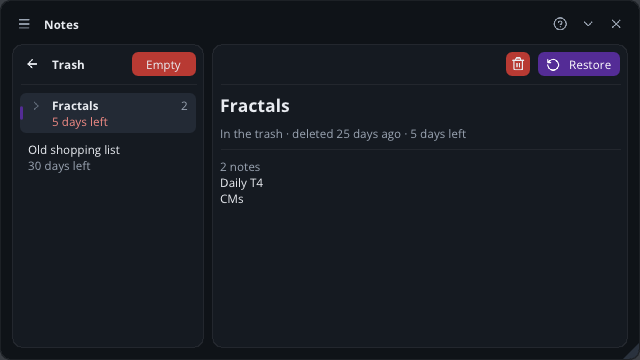 Notes
Trash
Empty
Fractals
2
5 days left
Old shopping list
30 days left
Restore
Fractals
In the trash · deleted 25 days ago · 5 days left
2 notes
Daily T4
CMs